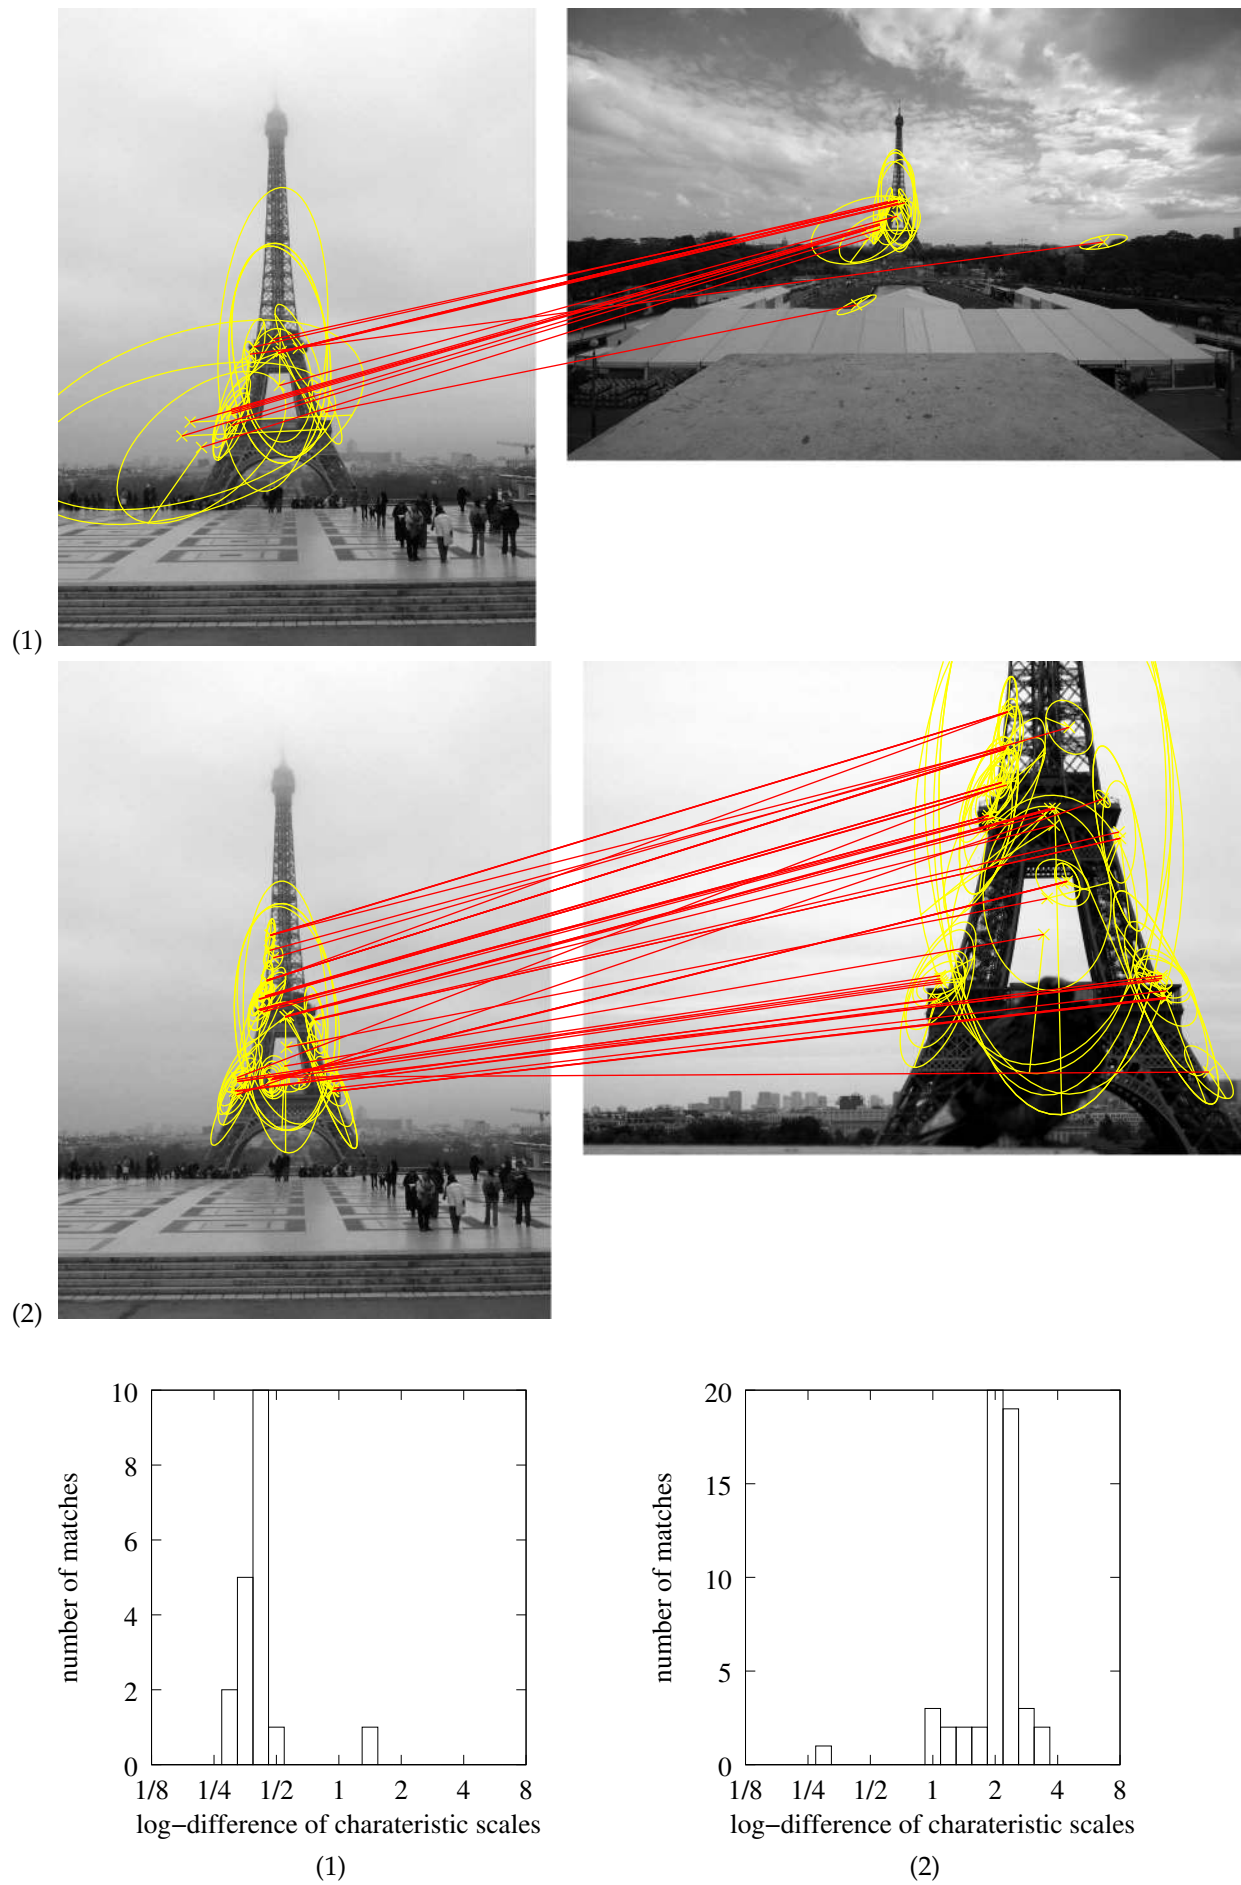 (1)
(2)
10
8
6
4
2
0
number of matches
1/8 1/4 1/2 1 2 4 8
log−difference of charateristic scales
(1)
20
15
10
5
0
number of matches
1/8 1/4 1/2 1 2 4 8
log−difference of charateristic scales
(2)